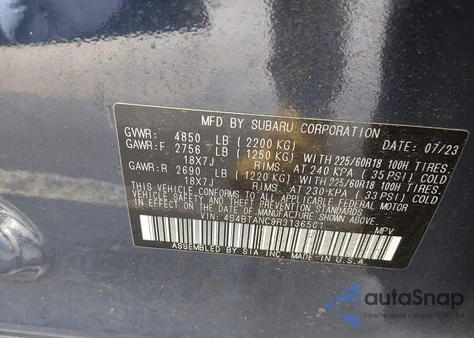 MFD BY SUBARU CORPORATION DATE: 07/23
GVWR: 4850 LB (2200 KG)
GAWR:F 2756 LB (1250 KG) WITH 225/60R18 100H TIRES.
18X7J RIMS. AT 240 KPA (35 PSI) COLD
GAWR:R 2690 LB (1220 KG) WITH 225/60R18 100H TIRES.
18X7J RIMS. AT 230 KPA (33 PSI) COLD
THIS VEHICLE CONFORMS TO ALL APPLICABLE FEDERAL MOTOR
VEHICLE SAFETY AND THEFT PREVENTION STANDARDS IN EFFECT
ON THE DATE OF MANUFACTURE SHOWN ABOVE.
VIN: 4S4BTANC9R3136501 MPV
ASSEMBLED BY SIA, INC. MADE IN U.S.A.
autoSnap
POWERED BY